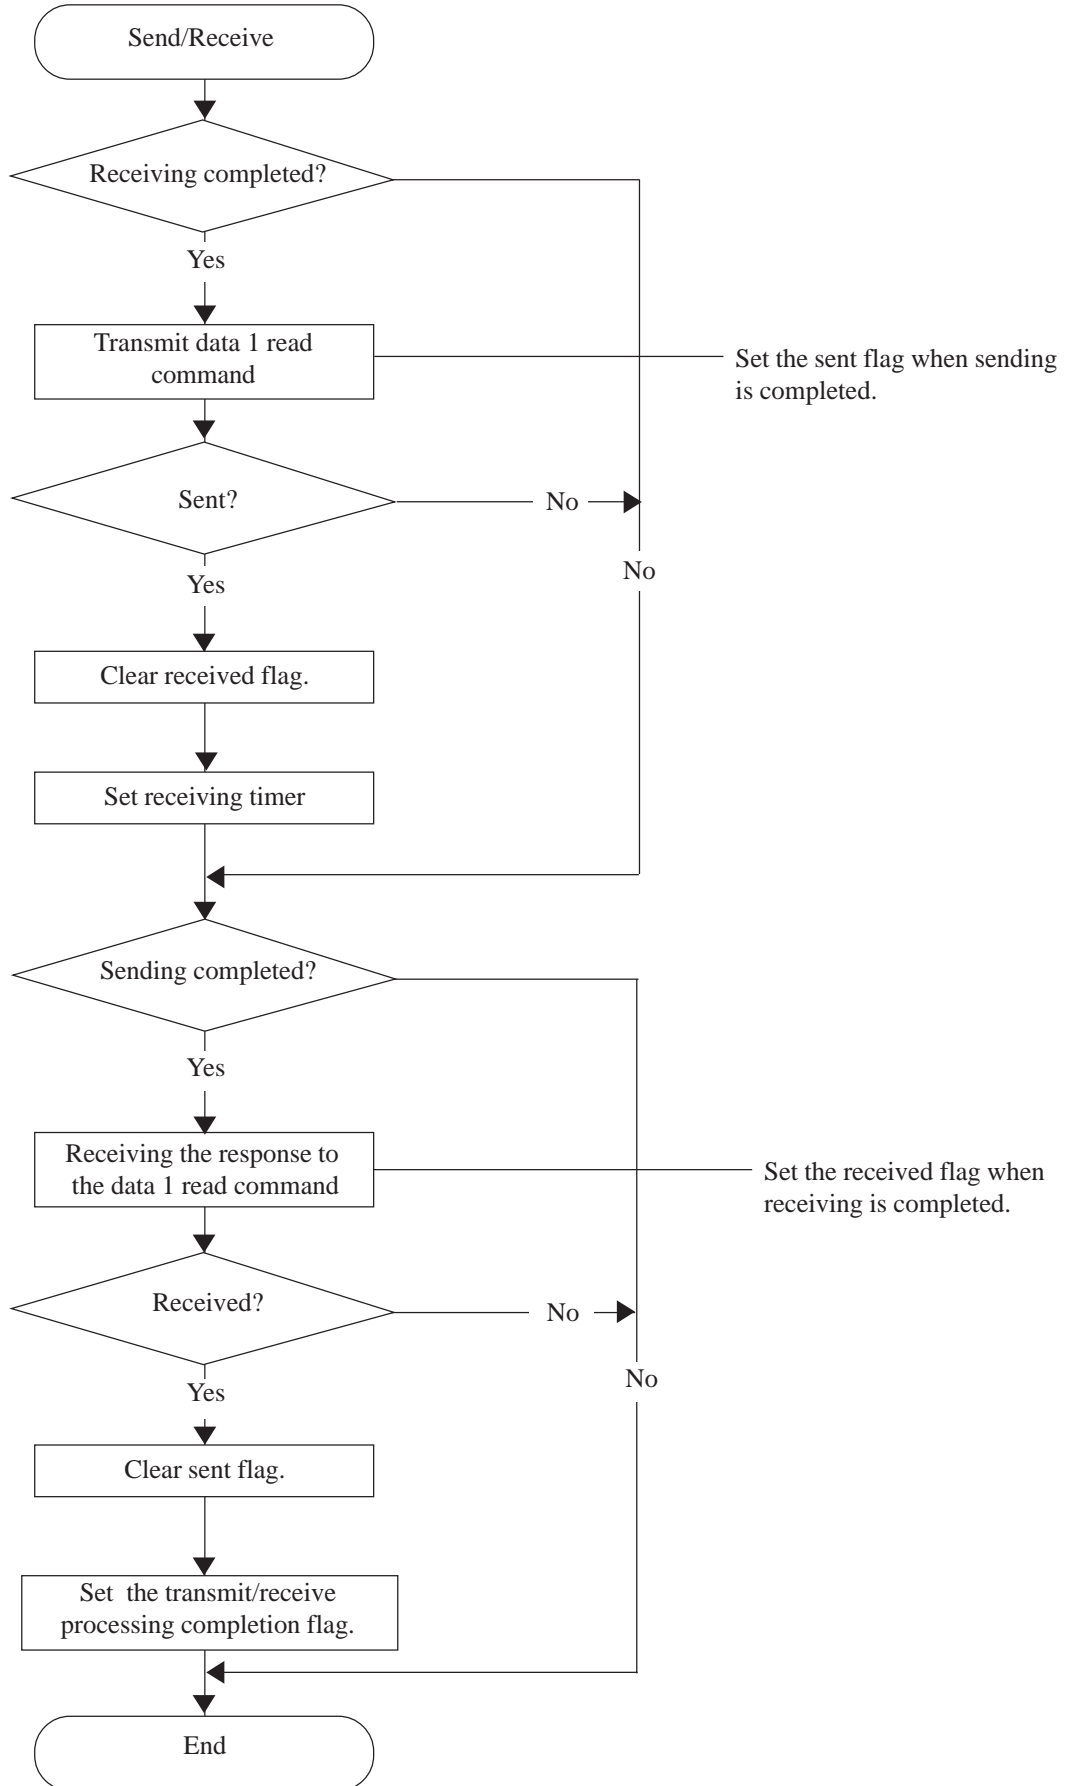 Send/Receive
Receiving completed?
Yes
Transmit data 1 read
command
Set the sent flag when sending
is completed.
Sent?
No
No
Yes
Clear received flag.
Set receiving timer
Sending completed?
Yes
Receiving the response to
the data 1 read command
Set the received flag when
receiving is completed.
Received?
No
No
Yes
Clear sent flag.
Set the transmit/receive
processing completion flag.
End